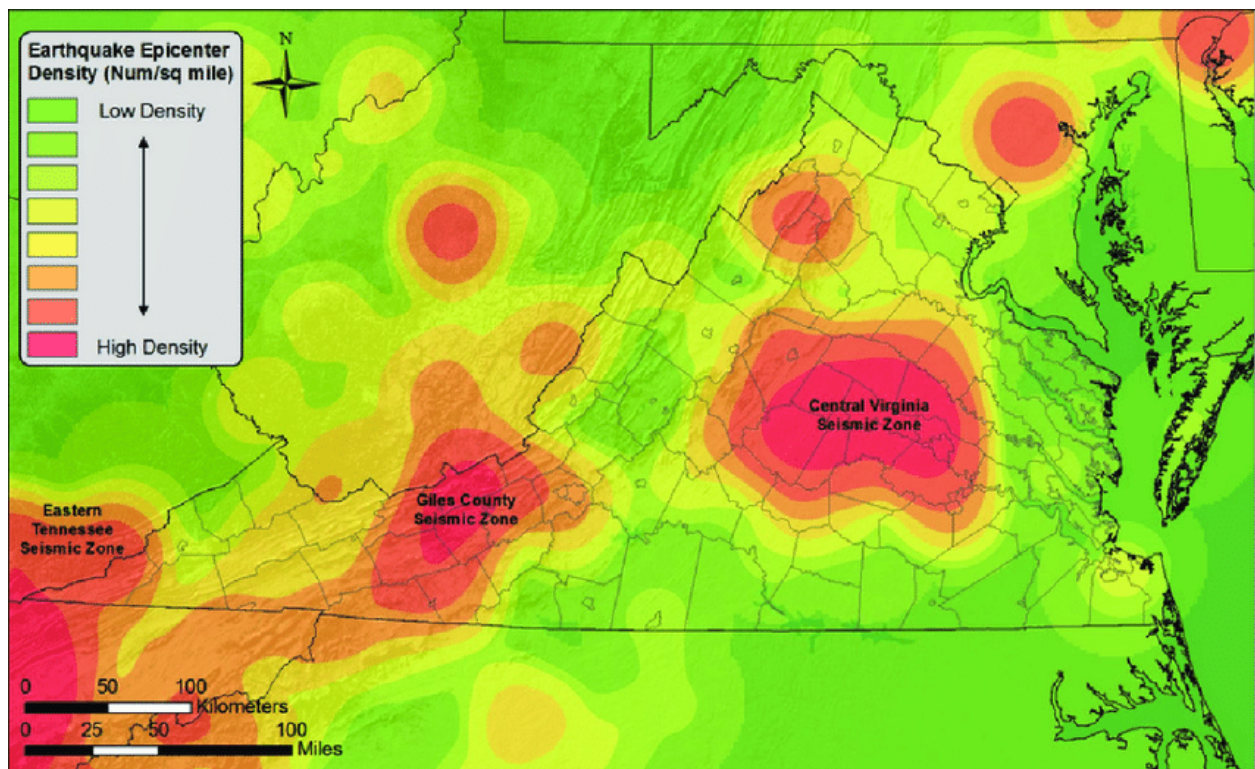 Earthquake Epicenter
Density (Num/sq mile)
Low Density
High Density
N
Central Virginia
Seismic Zone
Giles County
Seismic Zone
Eastern
Tennessee
Seismic Zone
0 50 100
Kilometers
0 25 50 100
Miles